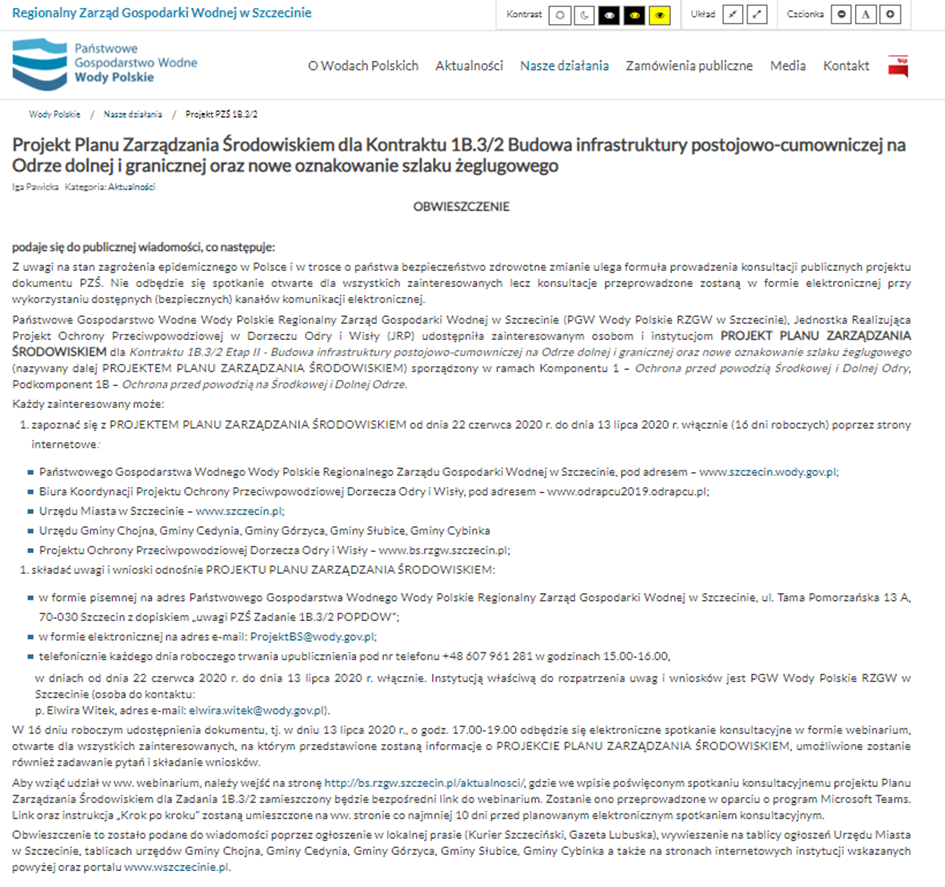 Regionalny Zarząd Gospodarki Wodnej w Szczecinie
Kontrast
Układ
Czcionka
A
Państwowe
Gospodarstwo Wodne
Wody Polskie
O Wodach Polskich Aktualności Nasze działania Zamówienia publiczne Media Kontakt
bip
Wody Polskie / Nasze działania / Projekt PZŚ 1B.3/2
Projekt Planu Zarządzania Środowiskiem dla Kontraktu 1B.3/2 Budowa infrastruktury postojowo-cumowniczej na
Odrze dolnej i granicznej oraz nowe oznakowanie szlaku żeglugowego
Iga Pawicka Kategoria: Aktualności
OBWIESZCZENIE
podaje się do publicznej wiadomości, co następuje:
Z uwagi na stan zagrożenia epidemicznego w Polsce i w trosce o państwa bezpieczeństwo zdrowotne zmianie ulega formuła prowadzenia konsultacji publicznych projektu
dokumentu PZŚ. Nie odbędzie się spotkanie otwarte dla wszystkich zainteresowanych lecz konsultacje przeprowadzone zostaną w formie elektronicznej przy
wykorzystaniu dostępnych (bezpiecznych) kanałów komunikacji elektronicznej.
Państwowe Gospodarstwo Wodne Wody Polskie Regionalny Zarząd Gospodarki Wodnej w Szczecinie (PGW Wody Polskie RZGW w Szczecinie), Jednostka Realizująca
Projekt Ochrony Przeciwpowodziowej w Dorzeczu Odry i Wisły (JRP) udostępniła zainteresowanym osobom i instytucjom PROJEKT PLANU ZARZĄDZANIA
ŚRODOWISKIEM dla Kontraktu 1B.3/2 Etap II - Budowa infrastruktury postojowo-cumowniczej na Odrze dolnej i granicznej oraz nowe oznakowanie szlaku żeglugowego
(nazywany dalej PROJEKTEM PLANU ZARZĄDZANIA ŚRODOWISKIEM) sporządzony w ramach Komponentu 1 – Ochrona przed powodzią Środkowej i Dolnej Odry,
Podkomponent 1B – Ochrona przed powodzią na Środkowej i Dolnej Odrze.
Każdy zainteresowany może:
1. zapoznać się z PROJEKTEM PLANU ZARZĄDZANIA ŚRODOWISKIEM od dnia 22 czerwca 2020 r. do dnia 13 lipca 2020 r. włącznie (16 dni roboczych) poprzez strony
internetowe:
Państwowego Gospodarstwa Wodnego Wody Polskie Regionalnego Zarządu Gospodarki Wodnej w Szczecinie, pod adresem – www.szczecin.wody.gov.pl;
Biura Koordynacji Projektu Ochrony Przeciwpowodziowej Dorzecza Odry i Wisły, pod adresem – www.odrapcu2019.odrapcu.pl;
Urzędu Miasta w Szczecinie – www.szczecin.pl;
Urzędu Gminy Chojna, Gminy Cedynia, Gminy Górzyca, Gminy Słubice, Gminy Cybinka
Projektu Ochrony Przeciwpowodziowej Dorzecza Odry i Wisły – www.bs.rzgw.szczecin.pl;
1. składać uwagi i wnioski odnośnie PROJEKTU PLANU ZARZĄDZANIA ŚRODOWISKIEM:
w formie pisemnej na adres Państwowego Gospodarstwa Wodnego Wody Polskie Regionalny Zarząd Gospodarki Wodnej w Szczecinie, ul. Tama Pomorzańska 13 A,
70-030 Szczecin z dopiskiem „uwagi PZŚ Zadanie 1B.3/2 POPDOW”;
w formie elektronicznej na adres e-mail: ProjektBS@wody.gov.pl;
telefonicznie każdego dnia roboczego trwania upublicznienia pod nr telefonu +48 607 961 281 w godzinach 15.00-16.00,
w dniach od dnia 22 czerwca 2020 r. do dnia 13 lipca 2020 r. włącznie. Instytucją właściwą do rozpatrzenia uwag i wniosków jest PGW Wody Polskie RZGW w
Szczecinie (osoba do kontaktu:
p. Elwira Witek, adres e-mail: elwira.witek@wody.gov.pl).
W 16 dniu roboczym udostępnienia dokumentu, tj. w dniu 13 lipca 2020 r., o godz. 17.00-19.00 odbędzie się elektroniczne spotkanie konsultacyjne w formie webinarium,
otwarte dla wszystkich zainteresowanych, na którym przedstawione zostaną informacje o PROJEKCIE PLANU ZARZĄDZANIA ŚRODOWISKIEM, umożliwione zostanie
również zadawanie pytań i składanie wniosków.
Aby wziąć udział w ww. webinarium, należy wejść na stronę http://bs.rzgw.szczecin.pl/aktualnosci/, gdzie we wpisie poświęconym spotkaniu konsultacyjnemu projektu Planu
Zarządzania Środowiskiem dla Zadania 1B.3/2 zamieszczony będzie bezpośredni link do webinarium. Zostanie ono przeprowadzone w oparciu o program Microsoft Teams.
Link oraz instrukcja „Krok po kroku” zostaną umieszczone na ww. stronie co najmniej 10 dni przed planowanym elektronicznym spotkaniem konsultacyjnym.
Obwieszczenie to zostało podane do wiadomości poprzez ogłoszenie w lokalnej prasie (Kurier Szczeciński, Gazeta Lubuska), wywieszenie na tablicy ogłoszeń Urzędu Miasta
w Szczecinie, tablicach urzędów Gminy Chojna, Gminy Cedynia, Gminy Górzyca, Gminy Słubice, Gminy Cybinka a także na stronach internetowych instytucji wskazanych
powyżej oraz portalu www.wszczecinie.pl.